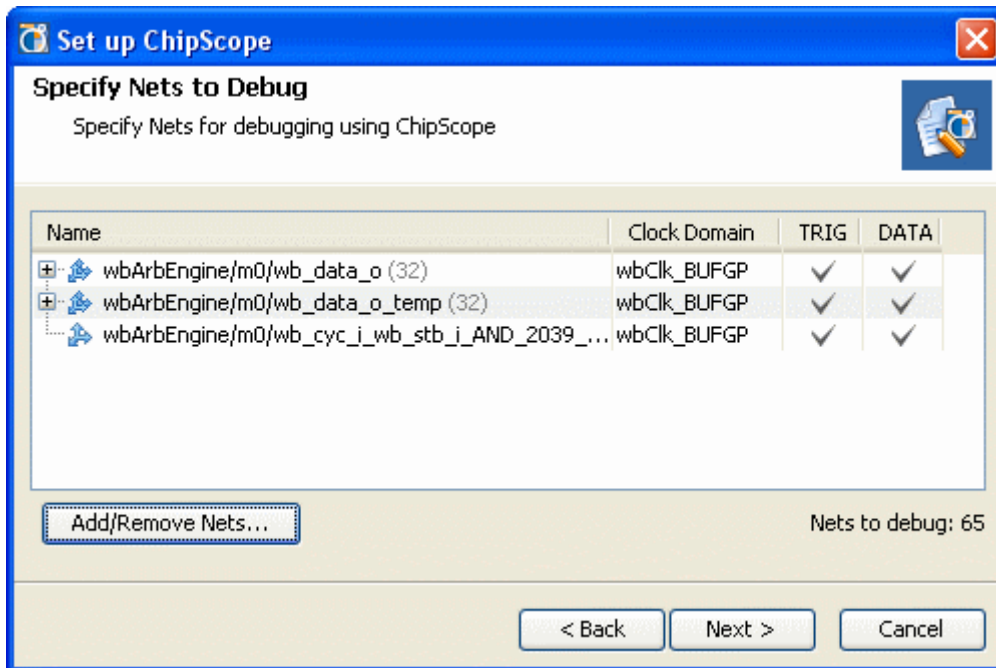 Set up ChipScope
Specify Nets to Debug
Specify Nets for debugging using ChipScope
Name Clock Domain TRIG DATA
wbArbEngine/m0/wb_data_o (32) wbClk_BUFGP
wbArbEngine/m0/wb_data_o_temp (32) wbClk_BUFGP
wbArbEngine/m0/wb_cyc_i_wb_stb_i_AND_2039_... wbClk_BUFGP
Add/Remove Nets... Nets to debug: 65
< Back Next > Cancel